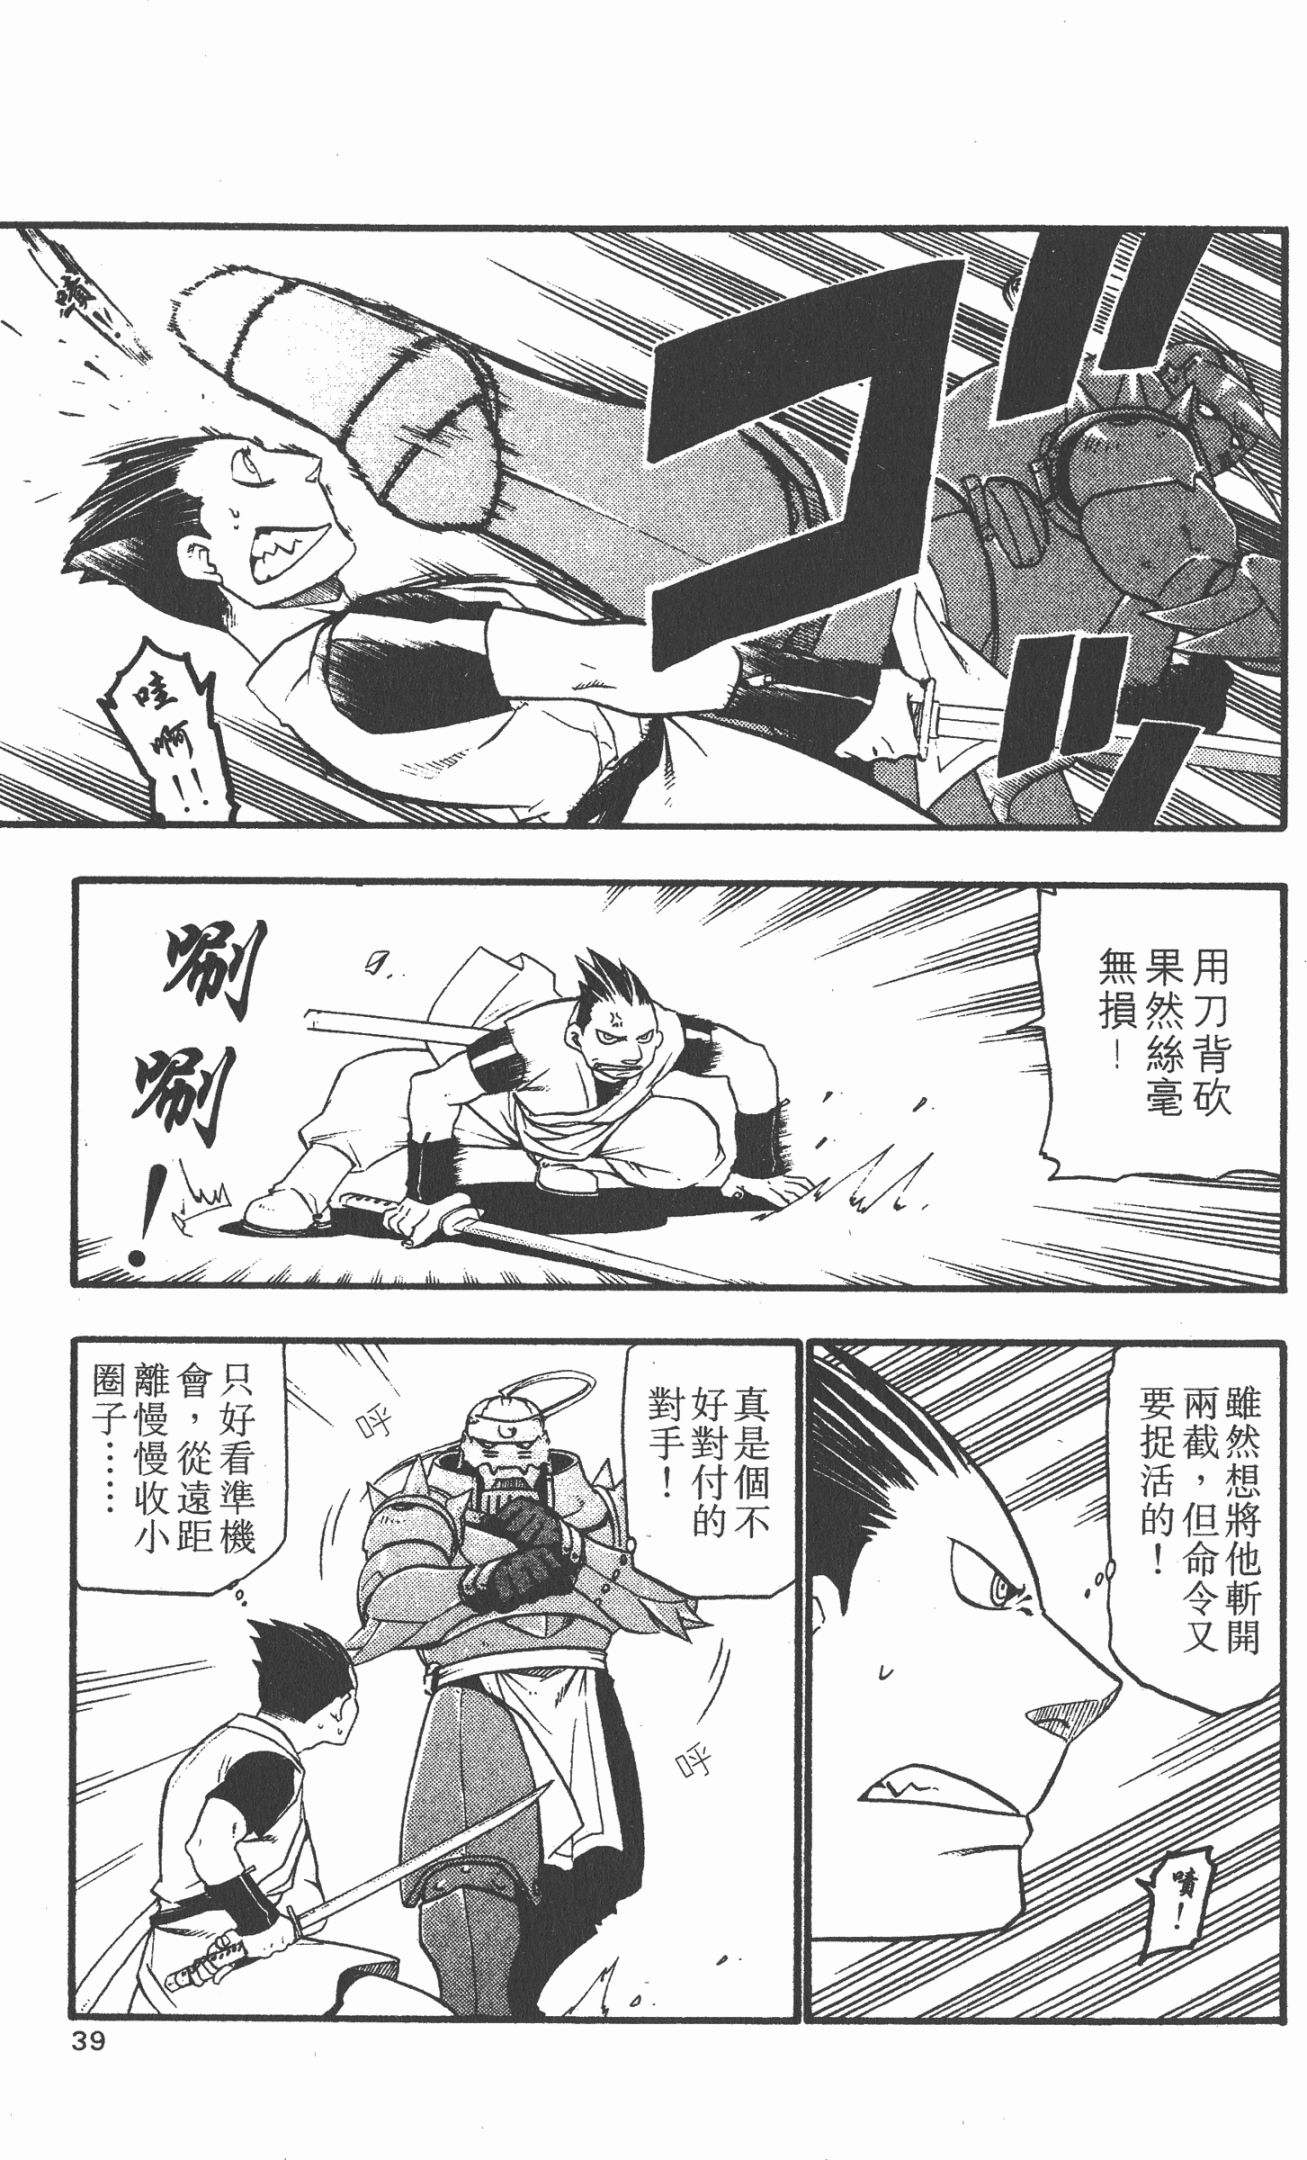 ゴッ
嘖!!
哇啊!!
用刀背砍
果然絲毫
無損!
唰
唰!
雖然想將他斬開
兩截，但命令又
要捉活的！
嘖!
真是個不
好對付的
對手！
呼
呼
只好看準機
會，從遠距
離慢慢收小
圈子……
39